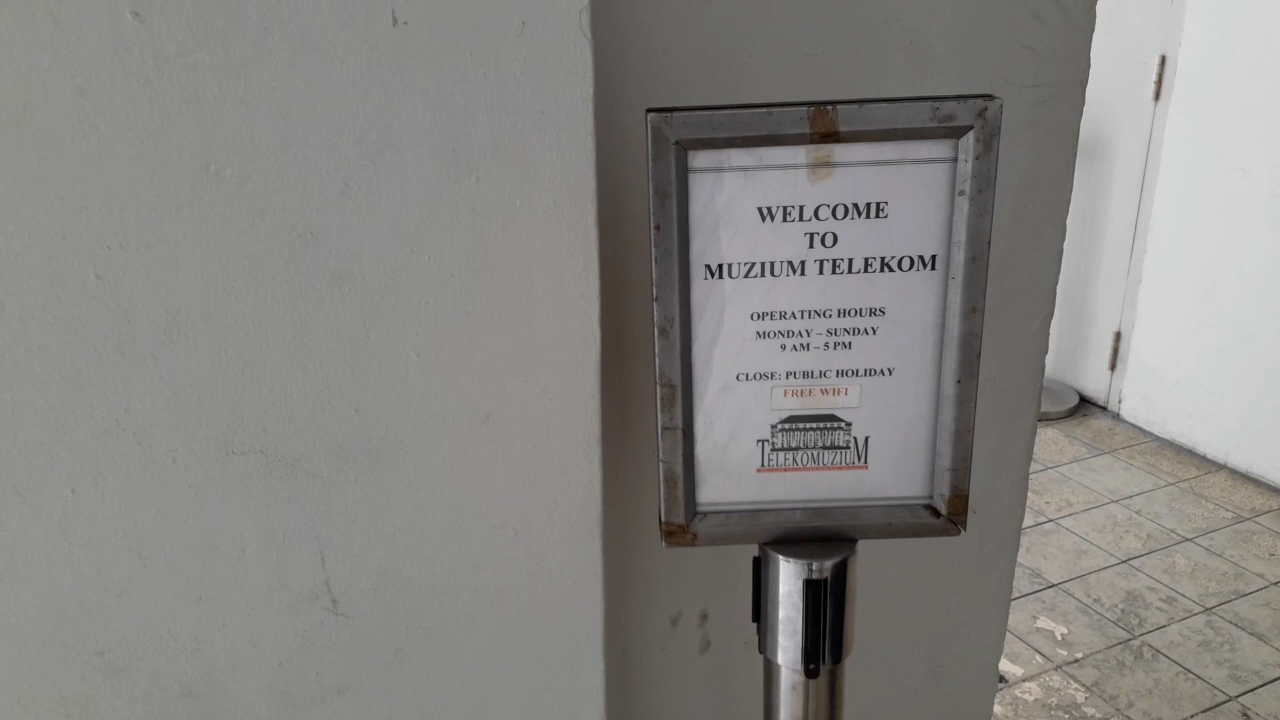 WELCOME
TO
MUZIUM TELEKOM
OPERATING HOURS
MONDAY – SUNDAY
9 AM – 5 PM
CLOSE: PUBLIC HOLIDAY
FREE WIFI
TELEKOMUZIUM